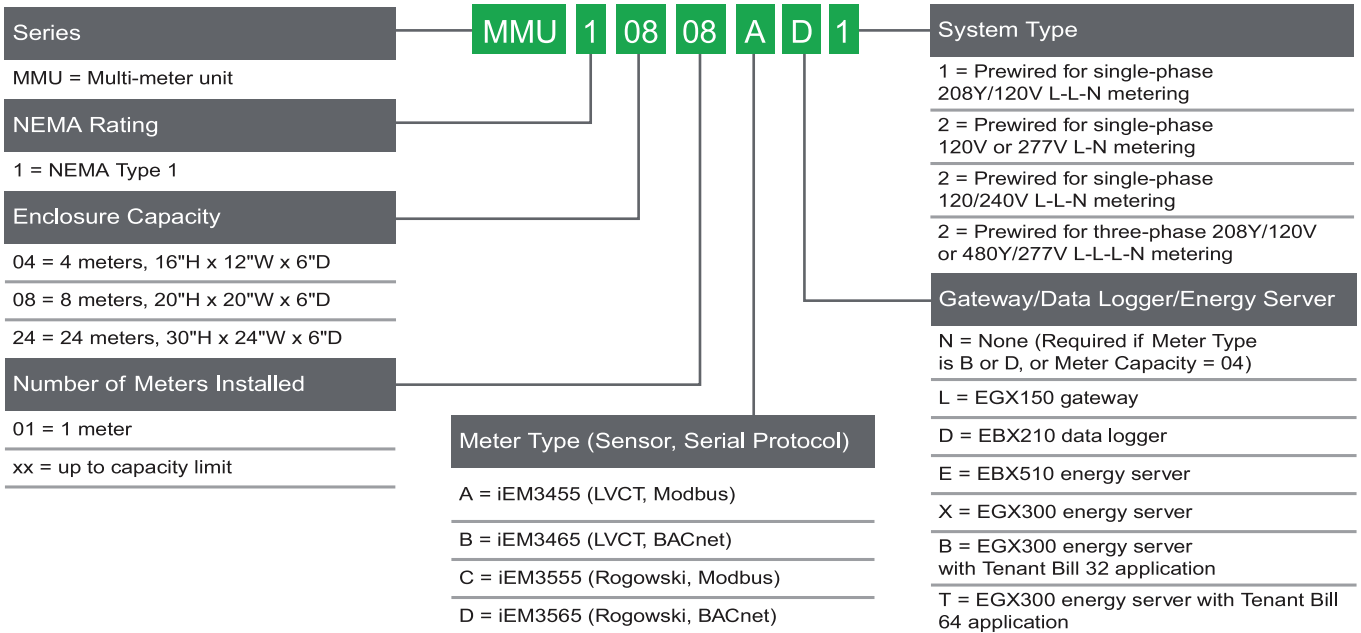 MMU 1 08 08 A D 1
Series
MMU = Multi-meter unit
NEMA Rating
1 = NEMA Type 1
Enclosure Capacity
04 = 4 meters, 16"H x 12"W x 6"D
08 = 8 meters, 20"H x 20"W x 6"D
24 = 24 meters, 30"H x 24"W x 6"D
Number of Meters Installed
01 = 1 meter
xx = up to capacity limit
Meter Type (Sensor, Serial Protocol)
A = iEM3455 (LVCT, Modbus)
B = iEM3465 (LVCT, BACnet)
C = iEM3555 (Rogowski, Modbus)
D = iEM3565 (Rogowski, BACnet)
System Type
1 = Prewired for single-phase
208Y/120V L-L-N metering
2 = Prewired for single-phase
120V or 277V L-N metering
2 = Prewired for single-phase
120/240V L-L-N metering
2 = Prewired for three-phase 208Y/120V
or 480Y/277V L-L-L-N metering
Gateway/Data Logger/Energy Server
N = None (Required if Meter Type
is B or D, or Meter Capacity = 04)
L = EGX150 gateway
D = EBX210 data logger
E = EBX510 energy server
X = EGX300 energy server
B = EGX300 energy server
with Tenant Bill 32 application
T = EGX300 energy server with Tenant Bill
64 application